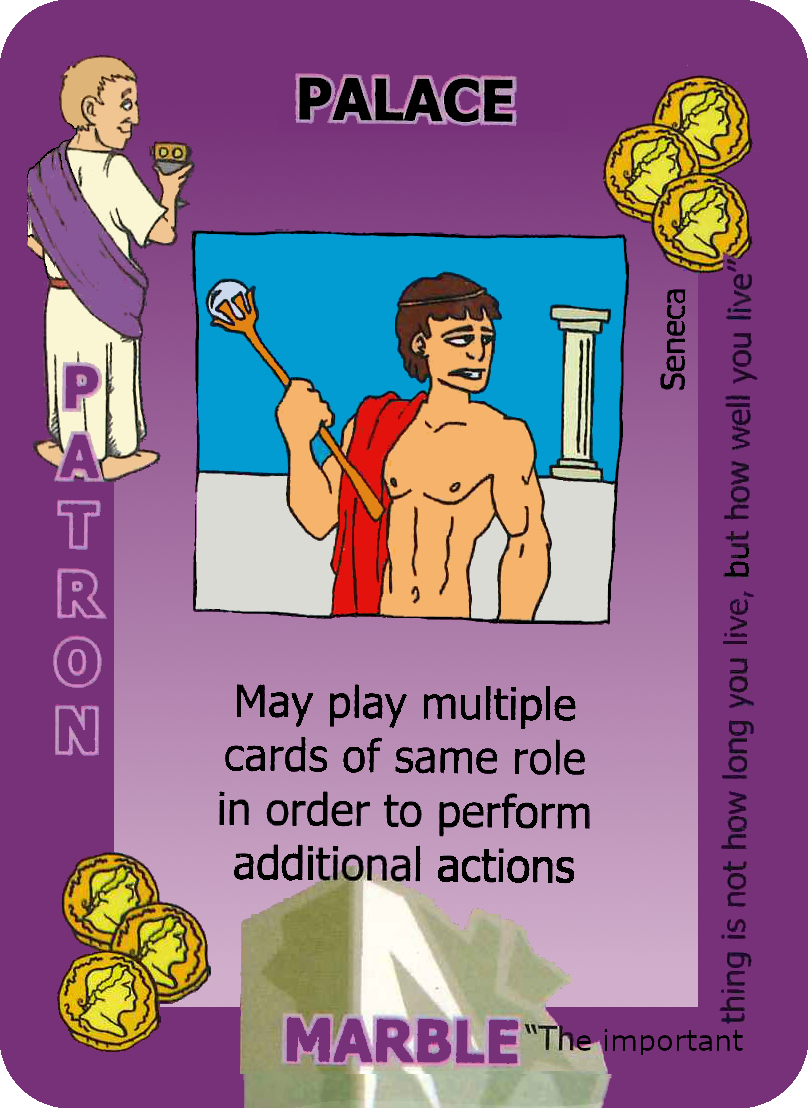 PALACE
PATRON
May play multiple
cards of same role
in order to perform
additional actions
MARBLE
“The important
thing is not how long you live, but how well you live”
Seneca